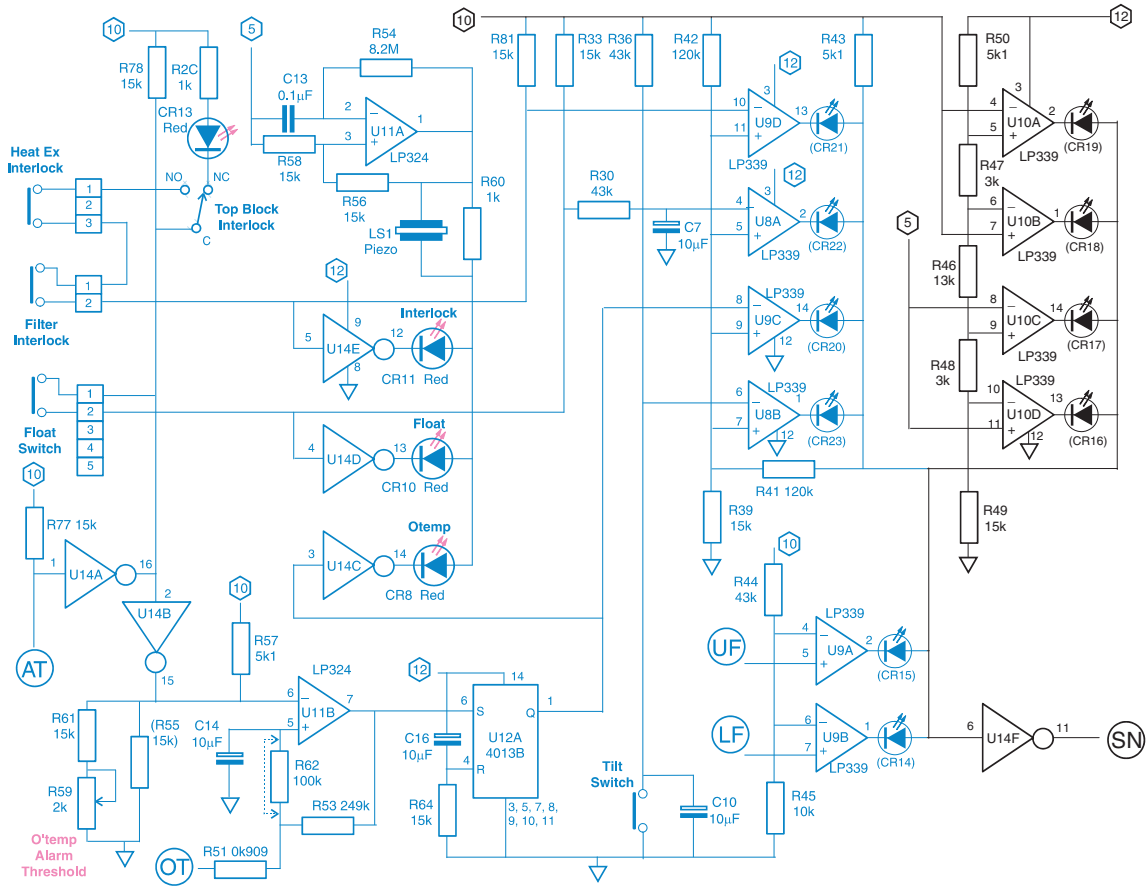 10
5
10
12
R54
8.2M
R81
15k
R33
15k
R36
43k
R42
120k
R43
5k1
R50
5k1
R78
15k
R2C
1k
C13
0.1µF
CR13
Red
2
3
1
−
+
U11A
LP324
R58
15k
R56
15k
R60
1k
LS1
Piezo
12
3
10
11
13
−
+
U9D
LP339
(CR21)
3
4
5
2
−
+
U10A
LP339
(CR19)
Heat Ex
Interlock
1
2
3
NO
NC
C
Top Block
Interlock
R30
43k
C7
10µF
12
3
4
5
2
−
+
U8A
LP339
(CR22)
R47
3k
6
7
1
−
+
U10B
LP339
(CR18)
5
1
2
Filter
Interlock
12
9
5
U14E
8
12
Interlock
CR11 Red
LP339
8
9
14
−
+
U9C
12
(CR20)
R46
13k
8
9
14
−
+
U10C
LP339
(CR17)
1
2
3
4
5
Float
Switch
4
U14D
13
Float
CR10 Red
LP339
6
7
1
−
+
U8B
12
(CR23)
R48
3k
LP339
10
11
13
−
+
U10D
12
(CR16)
10
R77 15k
1
U14A
16
2
U14B
15
3
U14C
14
Otemp
CR8 Red
R41 120k
R39
15k
R49
15k
10
R44
43k
AT
10
R57
5k1
LP324
6
5
7
−
+
U11B
12
14
6
S
Q
1
U12A
4013B
4
R
3, 5, 7, 8,
9, 10, 11
UF
LP339
4
5
2
−
+
U9A
(CR15)
R61
15k
(R55
15k)
C14
10µF
R62
100k
C16
10µF
LF
6
7
1
−
+
U9B
LP339
(CR14)
6
U14F
11
SN
R59
2k
R53 249k
R64
15k
Tilt
Switch
C10
10µF
R45
10k
O'temp
Alarm
Threshold
OT
R51 0k909